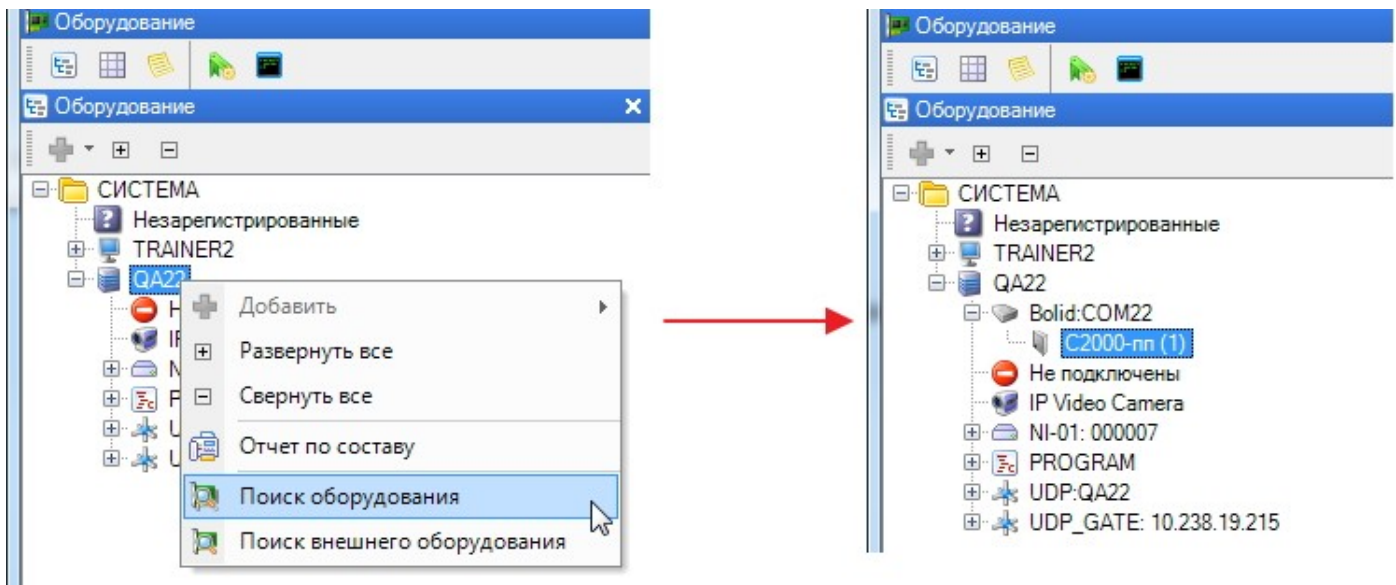 Оборудование
Оборудование
СИСТЕМА
Незарегистрированные
TRAINER2
QA22
Добавить
Развернуть все
Свернуть все
Отчет по составу
Поиск оборудования
Поиск внешнего оборудования
Оборудование
Оборудование
СИСТЕМА
Незарегистрированные
TRAINER2
QA22
Bolid:COM22
С2000-пп (1)
Не подключены
IP Video Camera
NI-01: 000007
PROGRAM
UDP:QA22
UDP_GATE: 10.238.19.215